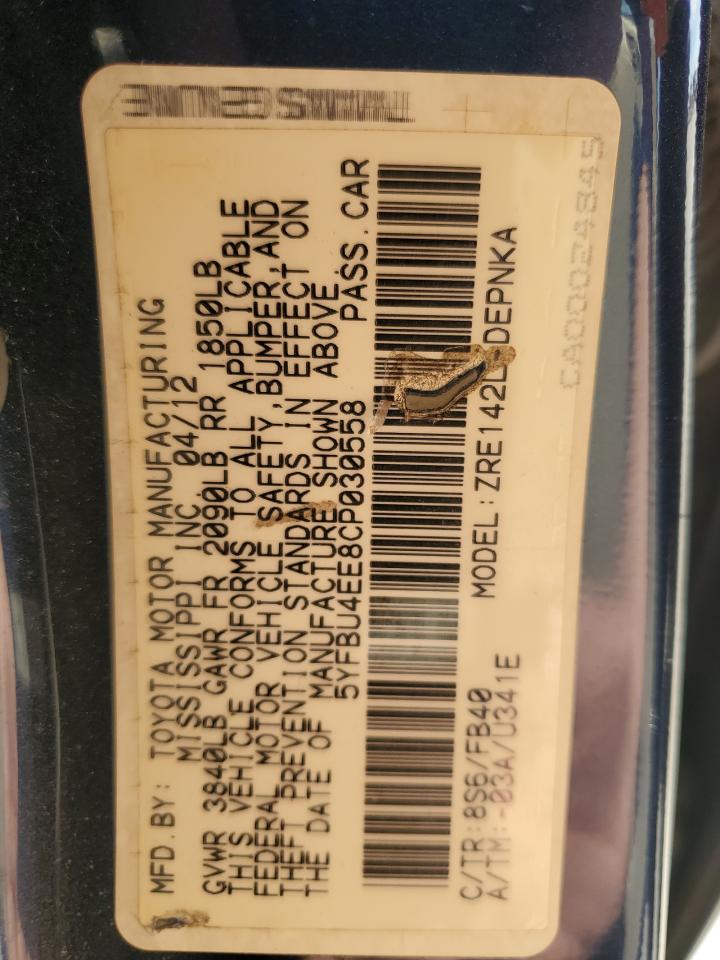 MFD.BY: TOYOTA MOTOR MANUFACTURING
MISSISSIPPI INC. 04/12
GVWR 3840LB GAWR FR 2090LB RR 1850LB
THIS VEHICLE CONFORMS TO ALL APPLICABLE
FEDERAL MOTOR VEHICLE SAFETY, BUMPER, AND
THEFT PREVENTION STANDARDS IN EFFECT ON
THE DATE OF MANUFACTURE SHOWN ABOVE.
5YFBU4EE8CP030558 PASS.CAR
MODEL: ZRE142L-DEPNKA
C/TR:8S6/FB40
A/TM:-03A/U341E
CA00024845